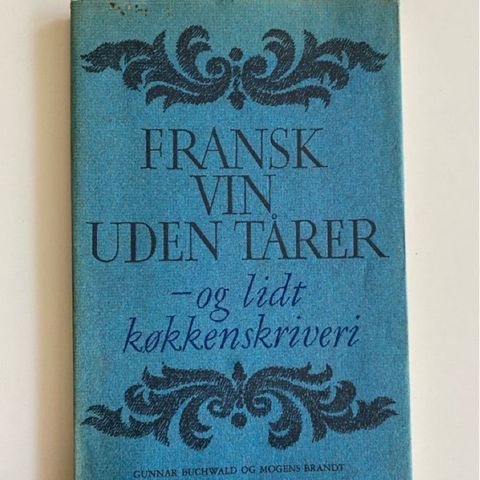 FRANSK
VIN
UDEN TÅRER
– og lidt
køkkenskriveri
GUNNAR BUCHWALD OG MOGENS BRANDT